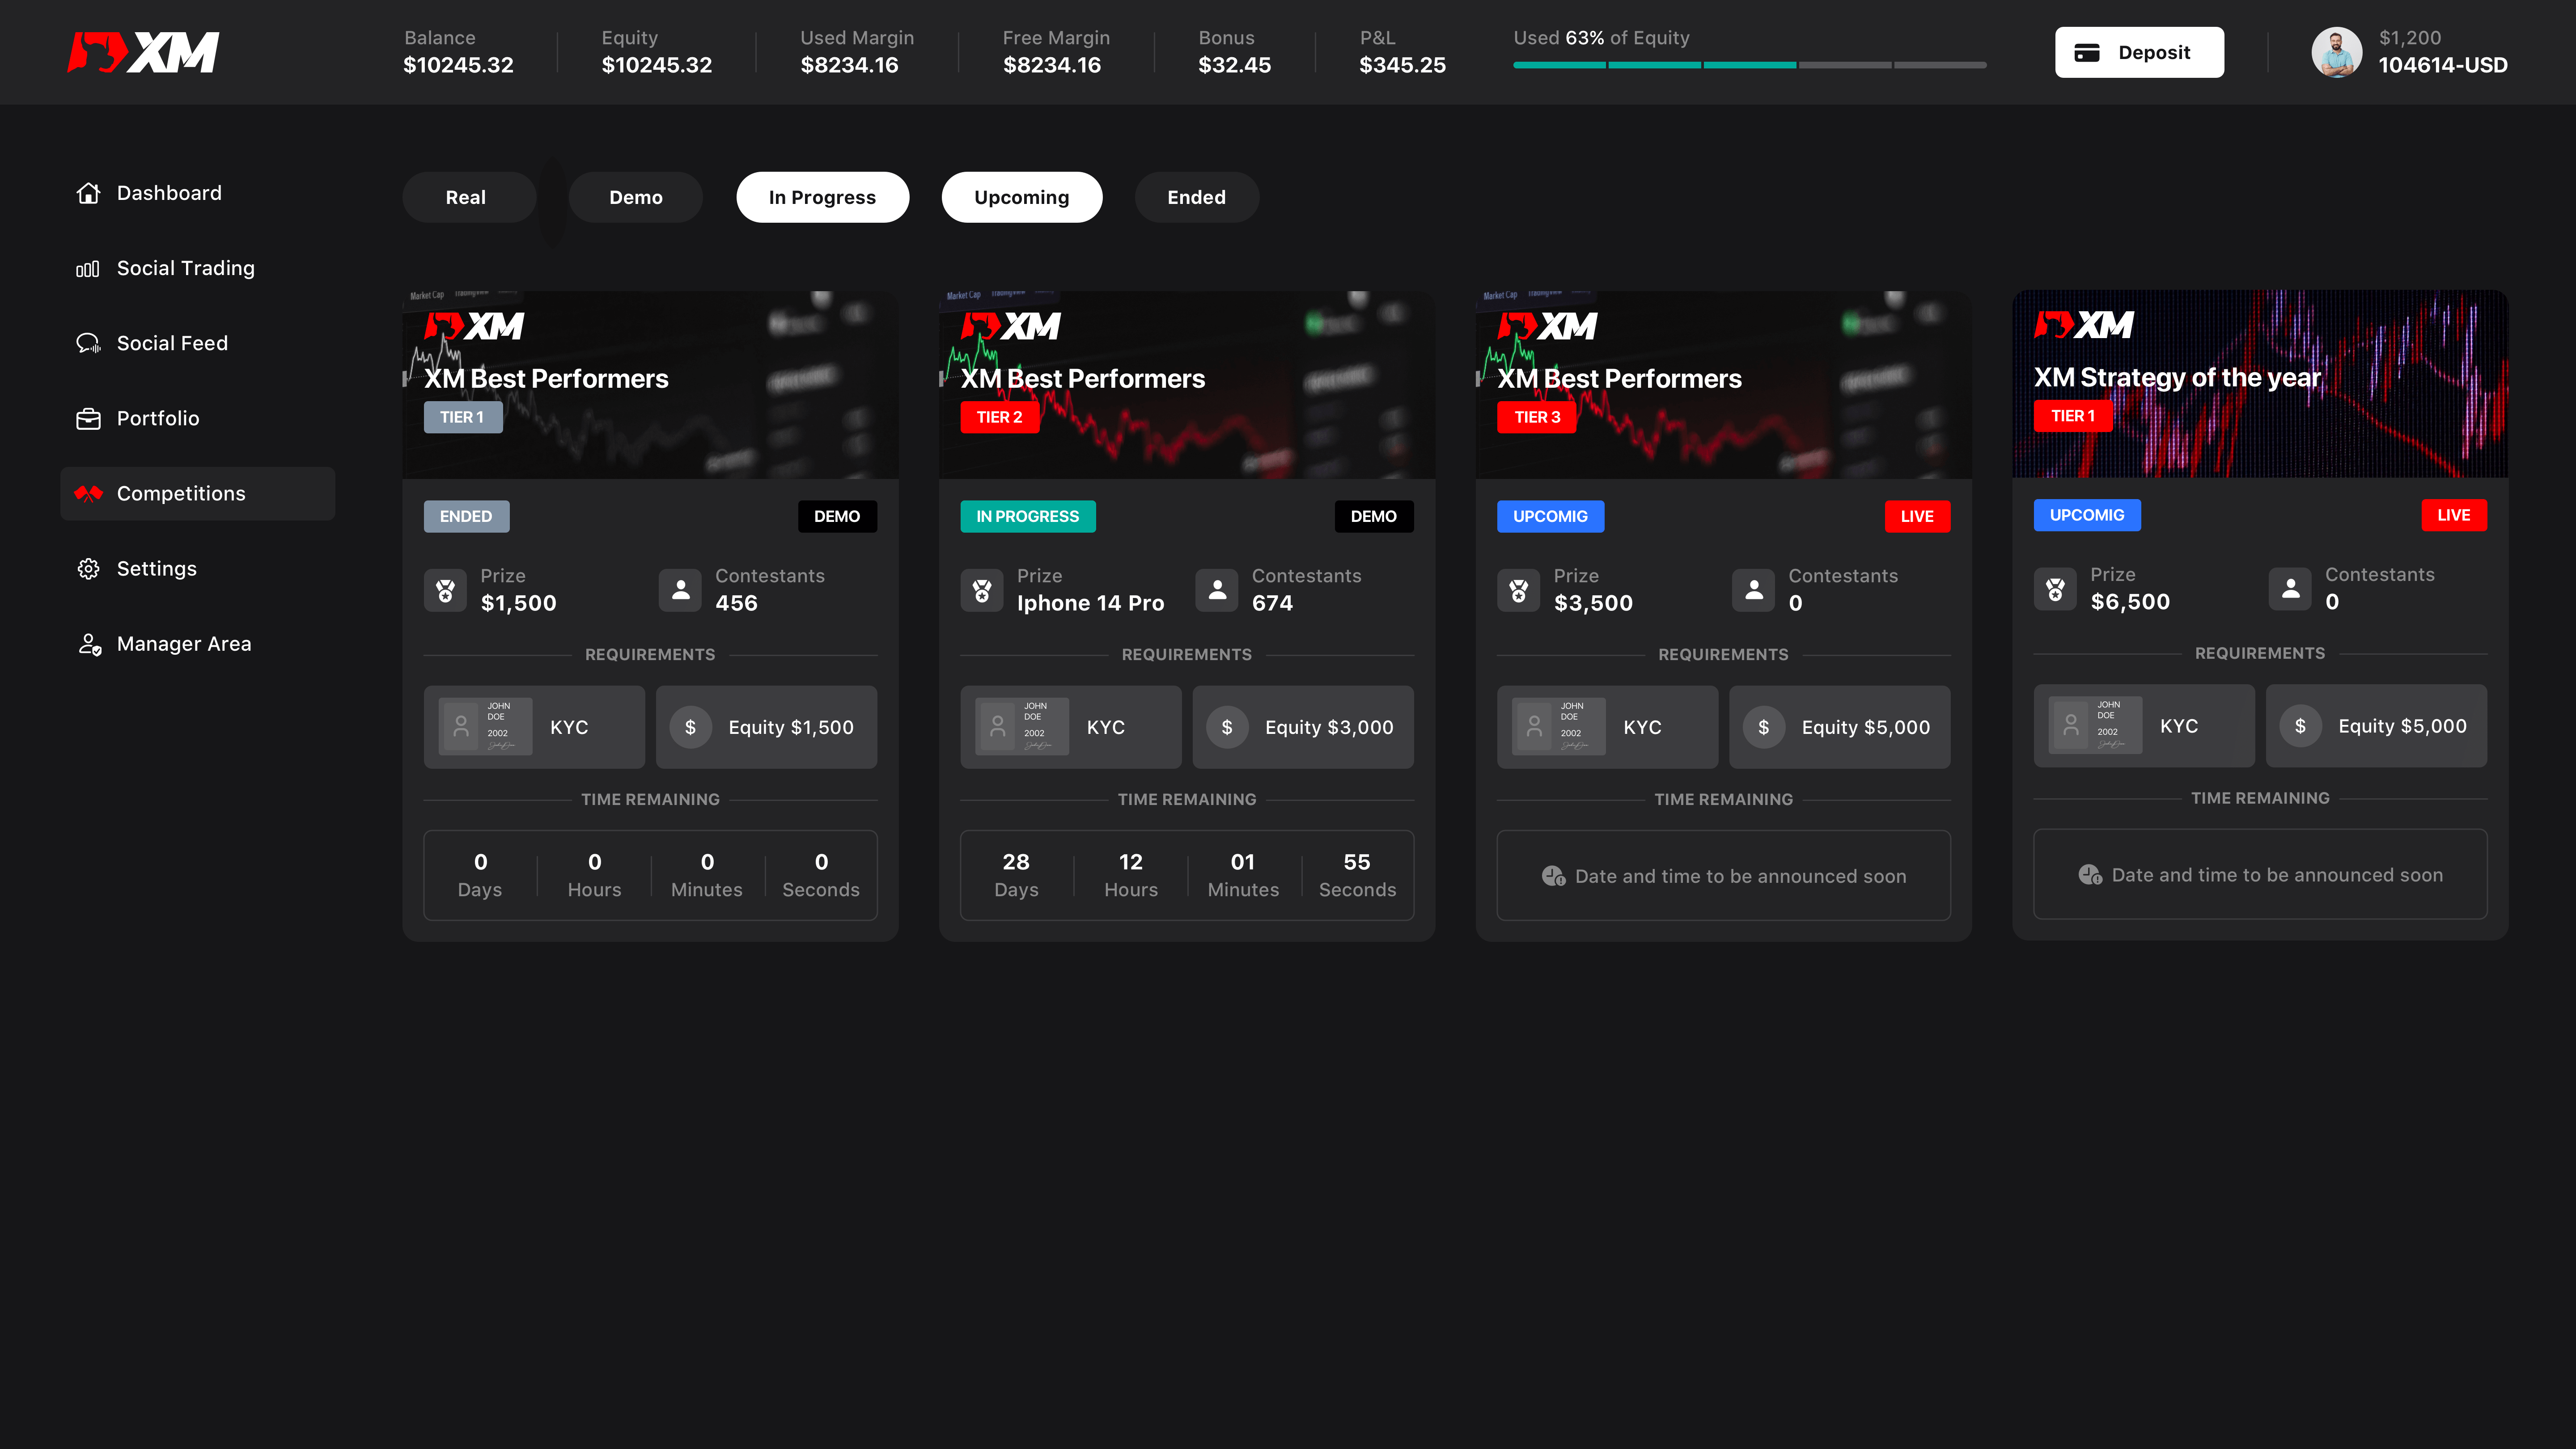 XM
Balance
$10245.32
Equity
$10245.32
Used Margin
$8234.16
Free Margin
$8234.16
Bonus
$32.45
P&L
$345.25
Used 63% of Equity
Deposit
$1,200
104614-USD
Dashboard
Social Trading
Social Feed
Portfolio
Competitions
Settings
Manager Area
Real
Demo
In Progress
Upcoming
Ended
Market Cap
XM
XM Best Performers
TIER 1
ENDED
DEMO
Prize
$1,500
Contestants
456
REQUIREMENTS
JOHN
DOE
2002
KYC
$
Equity $1,500
TIME REMAINING
0
Days
0
Hours
0
Minutes
0
Seconds
Market Cap
XM
XM Best Performers
TIER 2
IN PROGRESS
DEMO
Prize
Iphone 14 Pro
Contestants
674
REQUIREMENTS
JOHN
DOE
2002
KYC
$
Equity $3,000
TIME REMAINING
28
Days
12
Hours
01
Minutes
55
Seconds
Market Cap
XM
XM Best Performers
TIER 3
UPCOMIG
LIVE
Prize
$3,500
Contestants
0
REQUIREMENTS
JOHN
DOE
2002
KYC
$
Equity $5,000
TIME REMAINING
Date and time to be announced soon
XM
XM Strategy of the year
TIER 1
UPCOMIG
LIVE
Prize
$6,500
Contestants
0
REQUIREMENTS
JOHN
DOE
2002
KYC
$
Equity $5,000
TIME REMAINING
Date and time to be announced soon